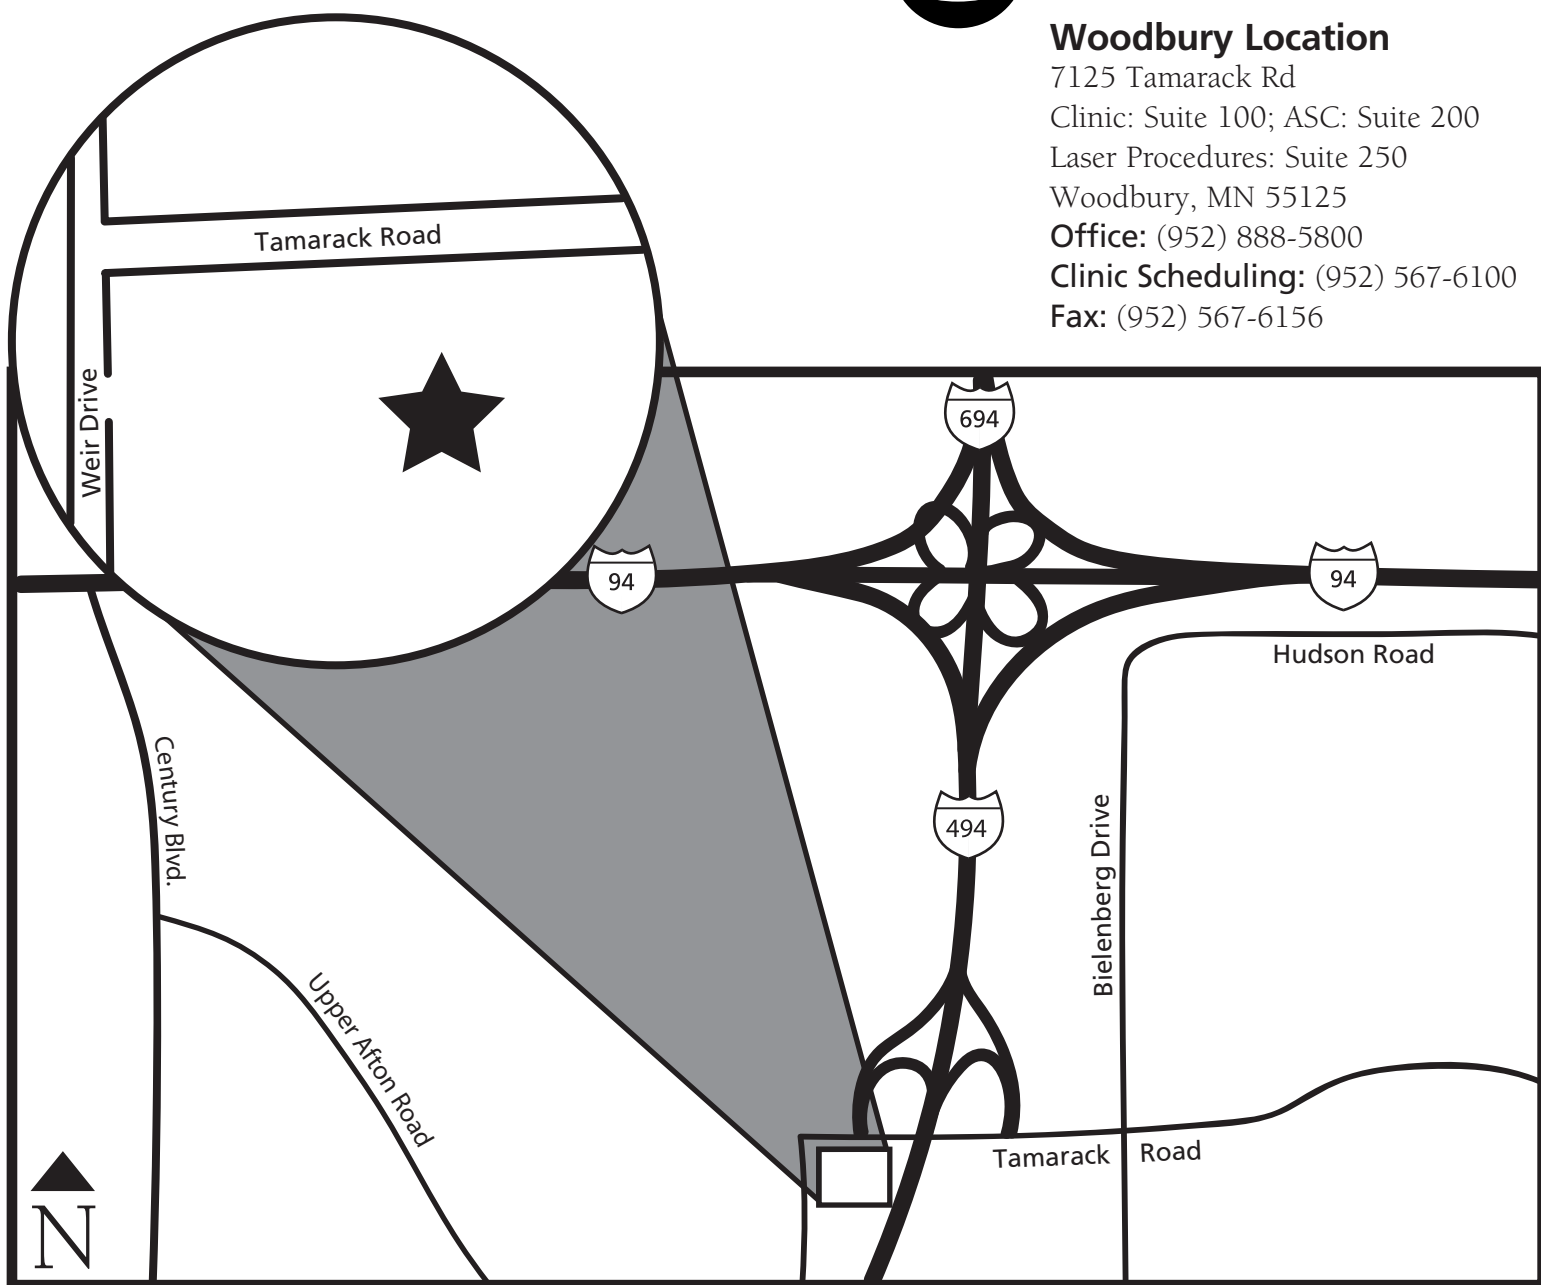 Woodbury Location
7125 Tamarack Rd
Clinic: Suite 100; ASC: Suite 200
Laser Procedures: Suite 250
Woodbury, MN 55125
Office: (952) 888-5800
Clinic Scheduling: (952) 567-6100
Fax: (952) 567-6156
Tamarack Road
Weir Drive
694
94
94
Hudson Road
Century Blvd.
494
Bielenberg Drive
Upper Afton Road
Tamarack Road
N